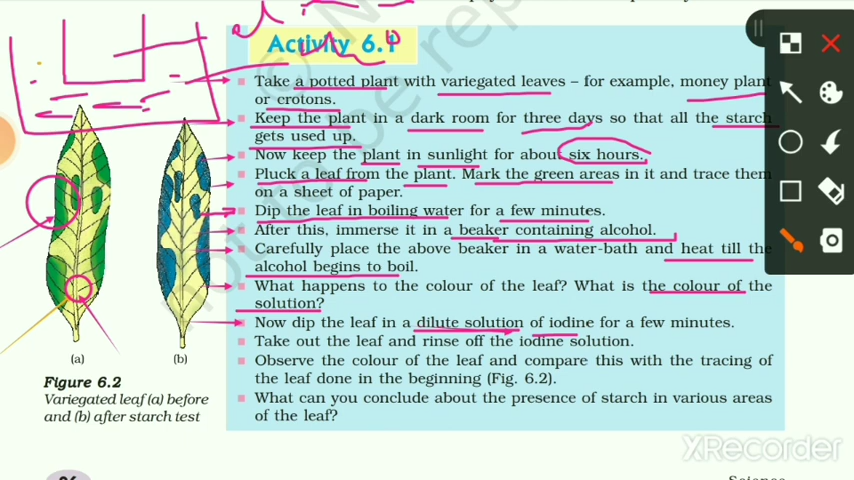 Activity 6.1
Take a potted plant with variegated leaves – for example, money plant
or crotons.
Keep the plant in a dark room for three days so that all the starch
gets used up.
Now keep the plant in sunlight for about six hours.
Pluck a leaf from the plant. Mark the green areas in it and trace them
on a sheet of paper.
Dip the leaf in boiling water for a few minutes.
After this, immerse it in a beaker containing alcohol.
Carefully place the above beaker in a water-bath and heat till the
alcohol begins to boil.
What happens to the colour of the leaf? What is the colour of the
solution?
Now dip the leaf in a dilute solution of iodine for a few minutes.
Take out the leaf and rinse off the iodine solution.
Observe the colour of the leaf and compare this with the tracing of
the leaf done in the beginning (Fig. 6.2).
What can you conclude about the presence of starch in various areas
of the leaf?
(a)
(b)
Figure 6.2
Variegated leaf (a) before
and (b) after starch test
not to be rep
XRecorder